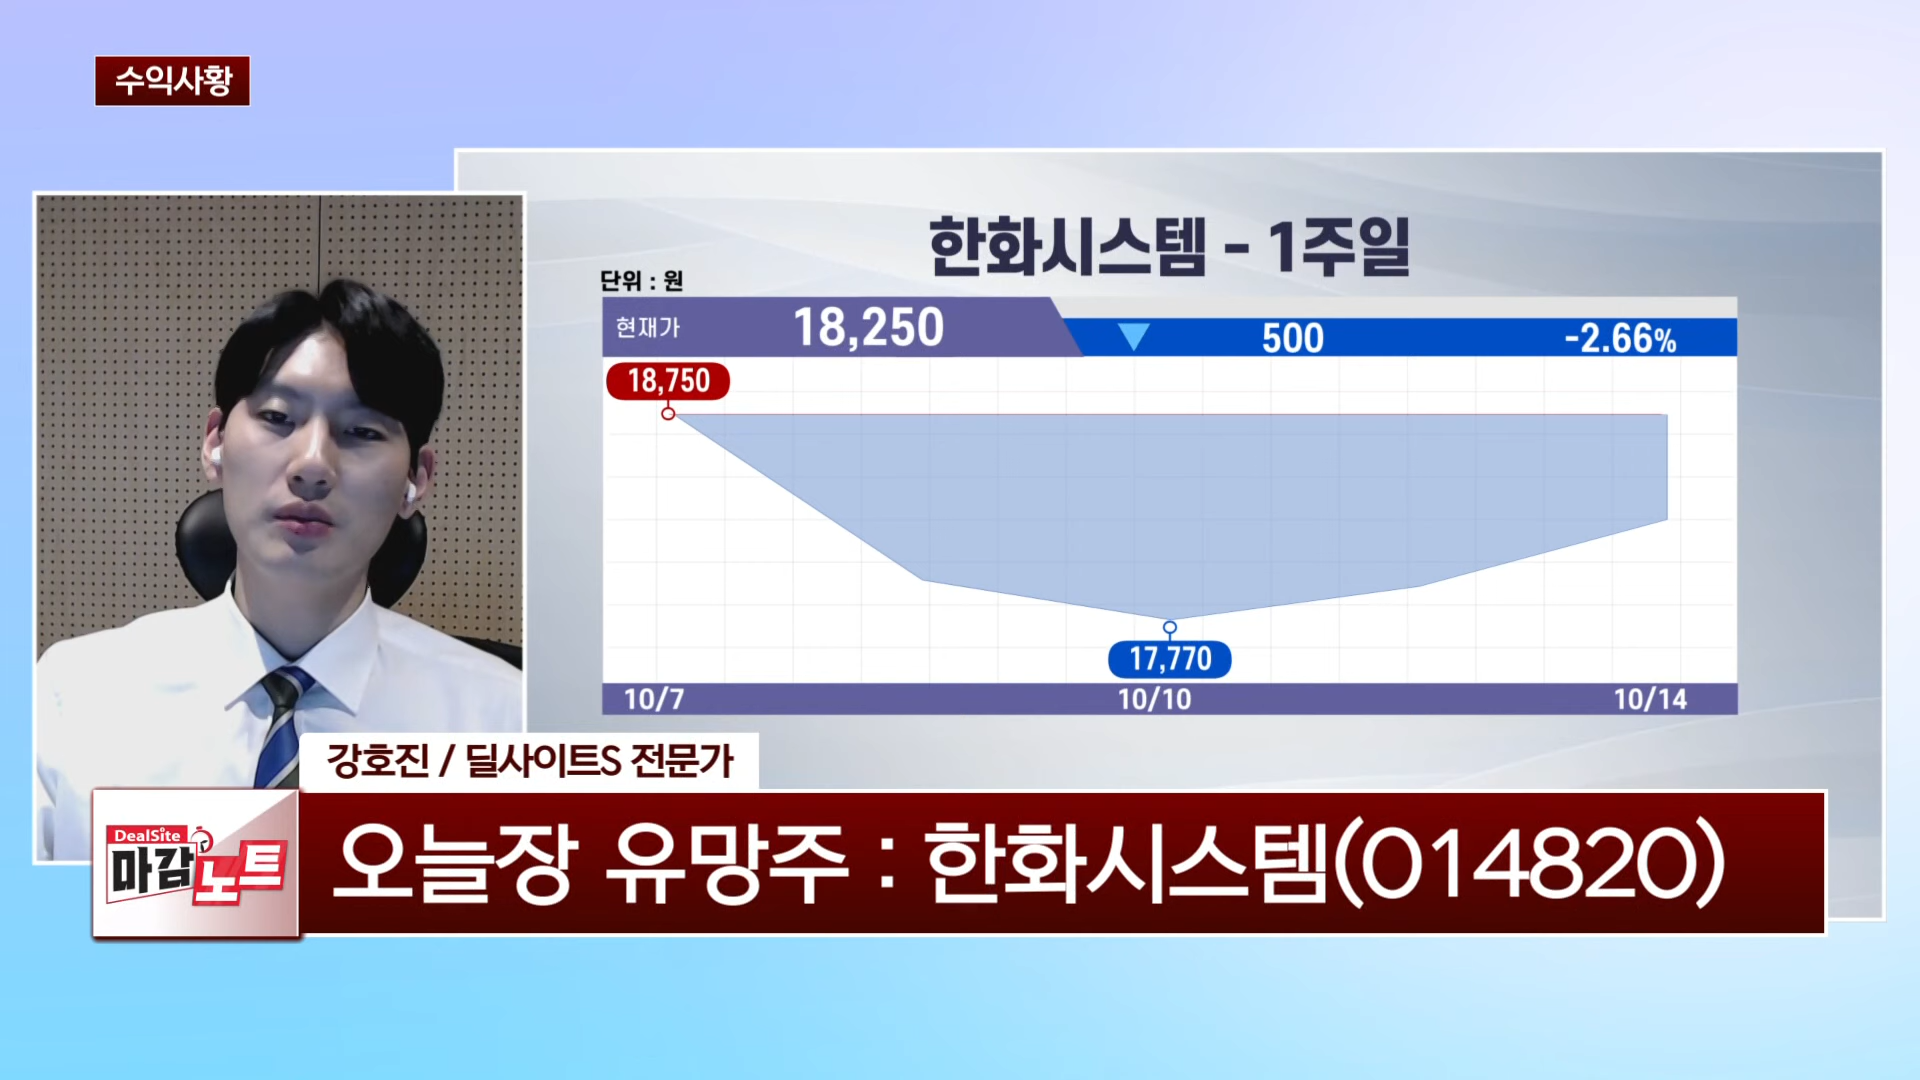 수익사황
한화시스템 - 1주일
단위 : 원
현재가 18,250 ▼ 500 -2.66%
18,750
17,770
10/7 10/10 10/14
강호진 / 딜사이트S 전문가
DealSite
마감노트
오늘장 유망주 : 한화시스템(014820)